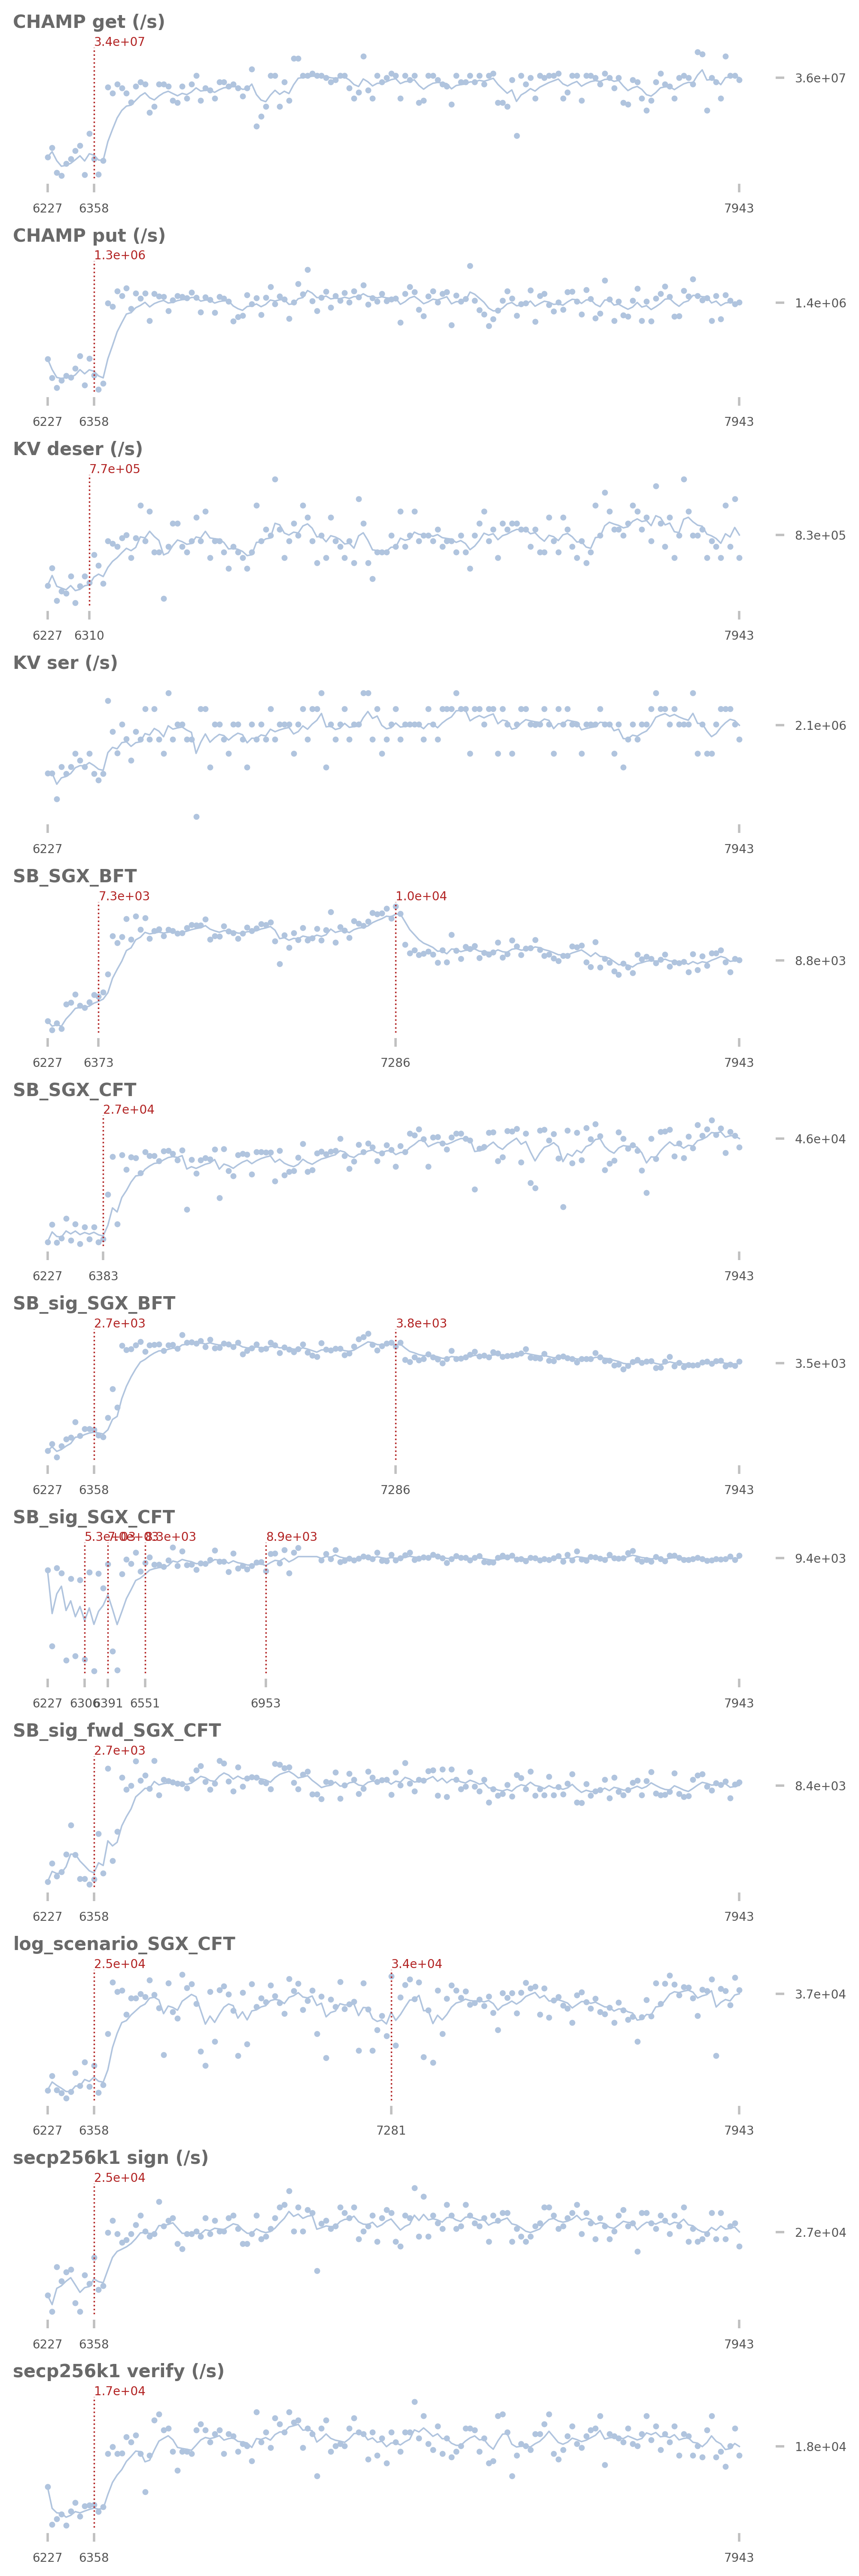 CHAMP get (/s)
3.4e+07
3.6e+07
6227 6358 7943
CHAMP put (/s)
1.3e+06
1.4e+06
6227 6358 7943
KV deser (/s)
7.7e+05
8.3e+05
6227 6310 7943
KV ser (/s)
2.1e+06
6227 7943
SB_SGX_BFT
7.3e+03 1.0e+04
8.8e+03
6227 6373 7286 7943
SB_SGX_CFT
2.7e+04
4.6e+04
6227 6383 7943
SB_sig_SGX_BFT
2.7e+03 3.8e+03
3.5e+03
6227 6358 7286 7943
SB_sig_SGX_CFT
5.3e+03 7.0e+03 8.3e+03 8.9e+03
9.4e+03
6227 6306 6391 6551 6953 7943
SB_sig_fwd_SGX_CFT
2.7e+03
8.4e+03
6227 6358 7943
log_scenario_SGX_CFT
2.5e+04 3.4e+04
3.7e+04
6227 6358 7281 7943
secp256k1 sign (/s)
2.5e+04
2.7e+04
6227 6358 7943
secp256k1 verify (/s)
1.7e+04
1.8e+04
6227 6358 7943